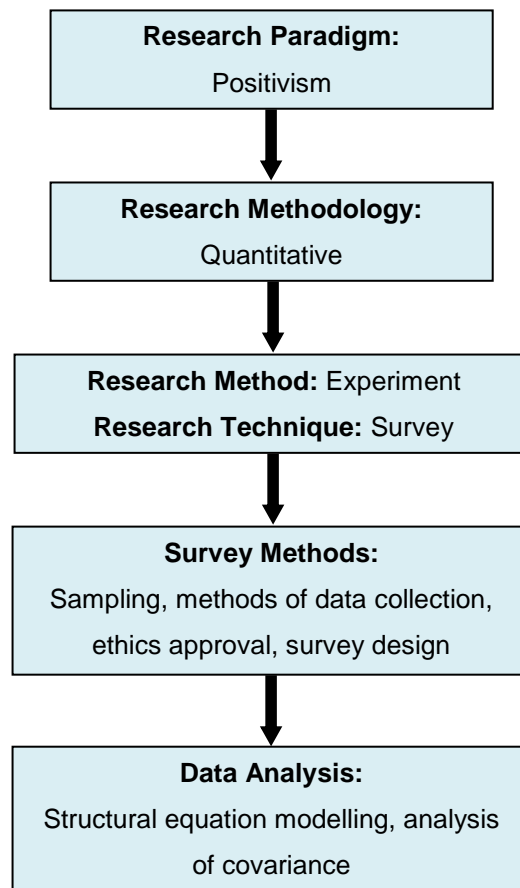 Research Paradigm:
Positivism
Research Methodology:
Quantitative
Research Method: Experiment
Research Technique: Survey
Survey Methods:
Sampling, methods of data collection,
ethics approval, survey design
Data Analysis:
Structural equation modelling, analysis
of covariance